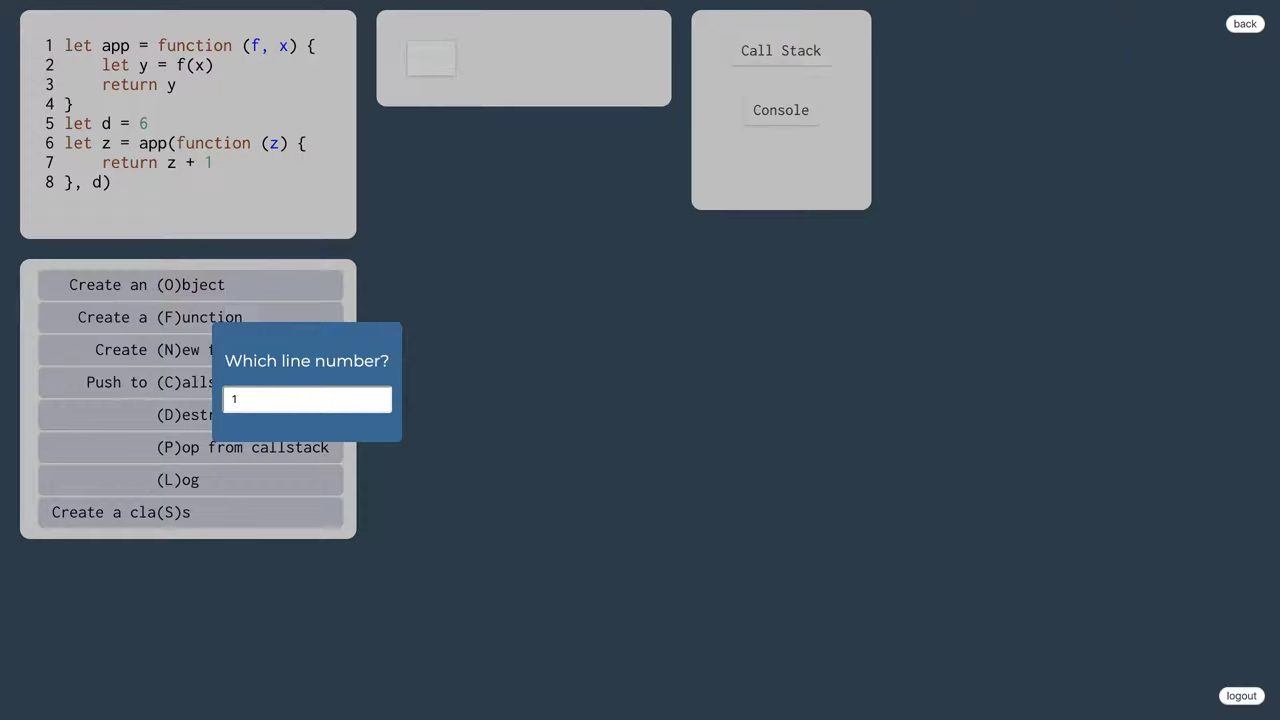 1 let app = function (f, x) {
2     let y = f(x)
3     return y
4 }
5 let d = 6
6 let z = app(function (z) {
7     return z + 1
8 }, d)
Call Stack
Console
back
Create an (O)bject
Create a (F)unction
Create (N)ew
Push to (C)alls
(D)estr
(P)op from callstack
(L)og
Create a cla(S)s
Which line number?
1
logout